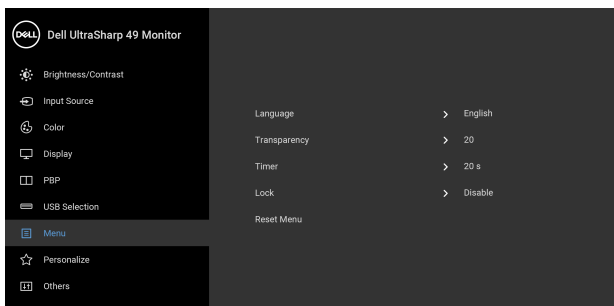 DELL
Dell UltraSharp 49 Monitor
Brightness/Contrast
Input Source
Color
Display
PBP
USB Selection
Menu
Personalize
Others
Language > English
Transparency > 20
Timer > 20 s
Lock > Disable
Reset Menu